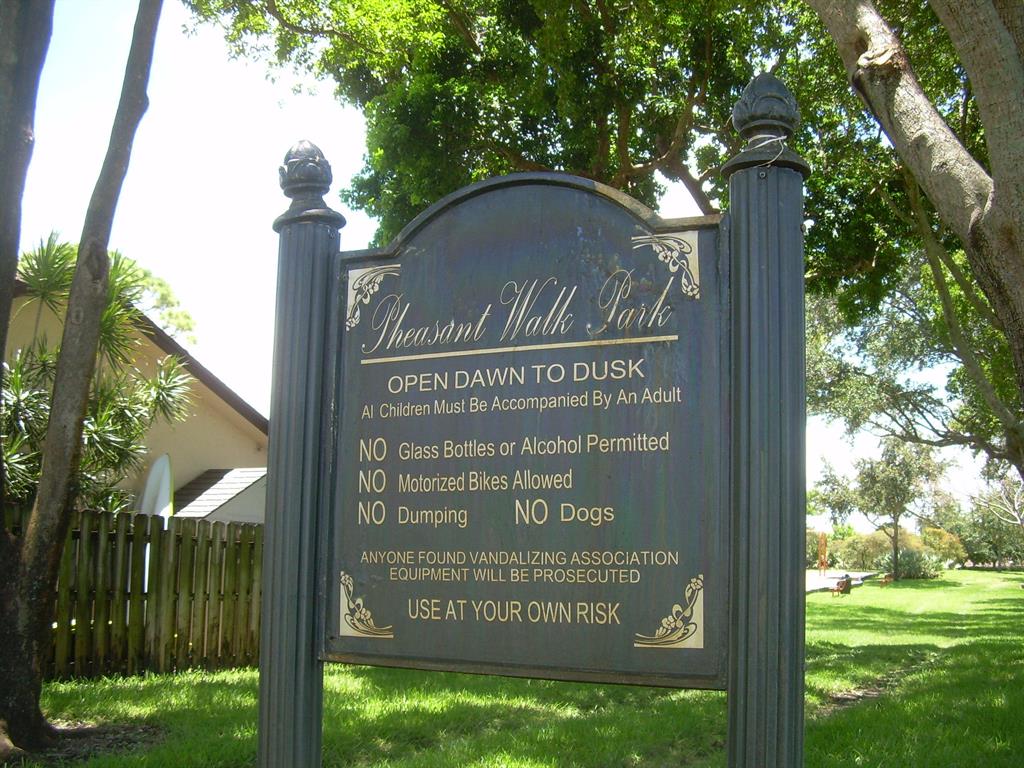 Pheasant Walk Park
OPEN DAWN TO DUSK
Al Children Must Be Accompanied By An Adult
NO Glass Bottles or Alcohol Permitted
NO Motorized Bikes Allowed
NO Dumping NO Dogs
ANYONE FOUND VANDALIZING ASSOCIATION
EQUIPMENT WILL BE PROSECUTED
USE AT YOUR OWN RISK